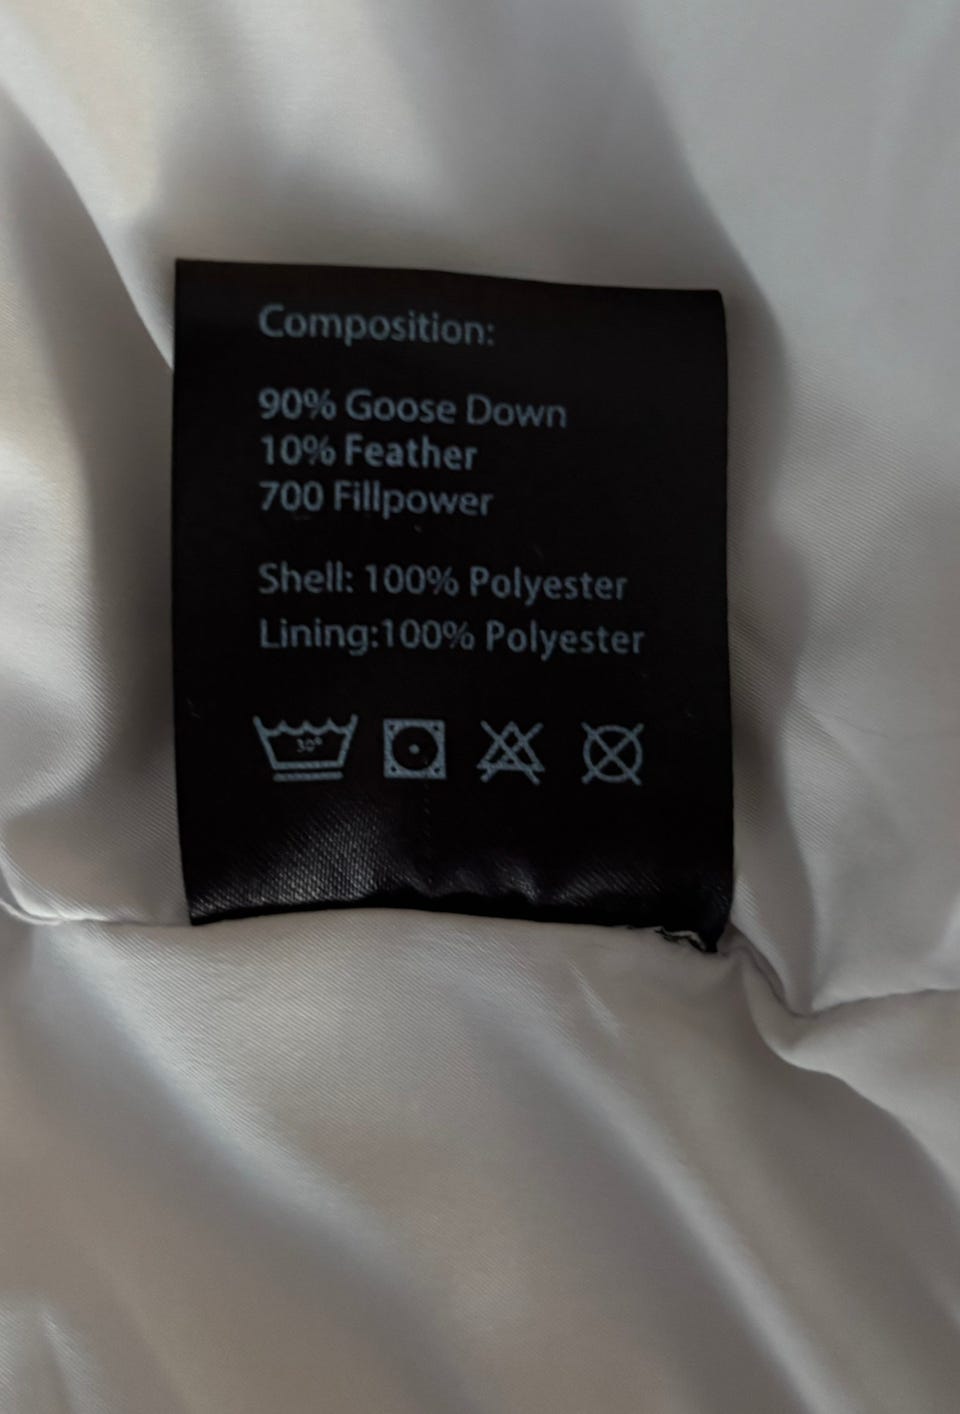 Composition:
90% Goose Down
10% Feather
700 Fillpower
Shell: 100% Polyester
Lining:100% Polyester
30°